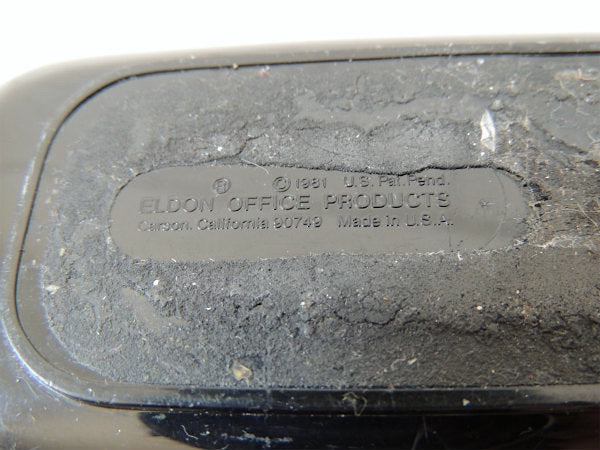 ® © 1981 U.S. Pat. Pend.
ELDON OFFICE PRODUCTS
Carson, California 90749 Made in U.S.A.